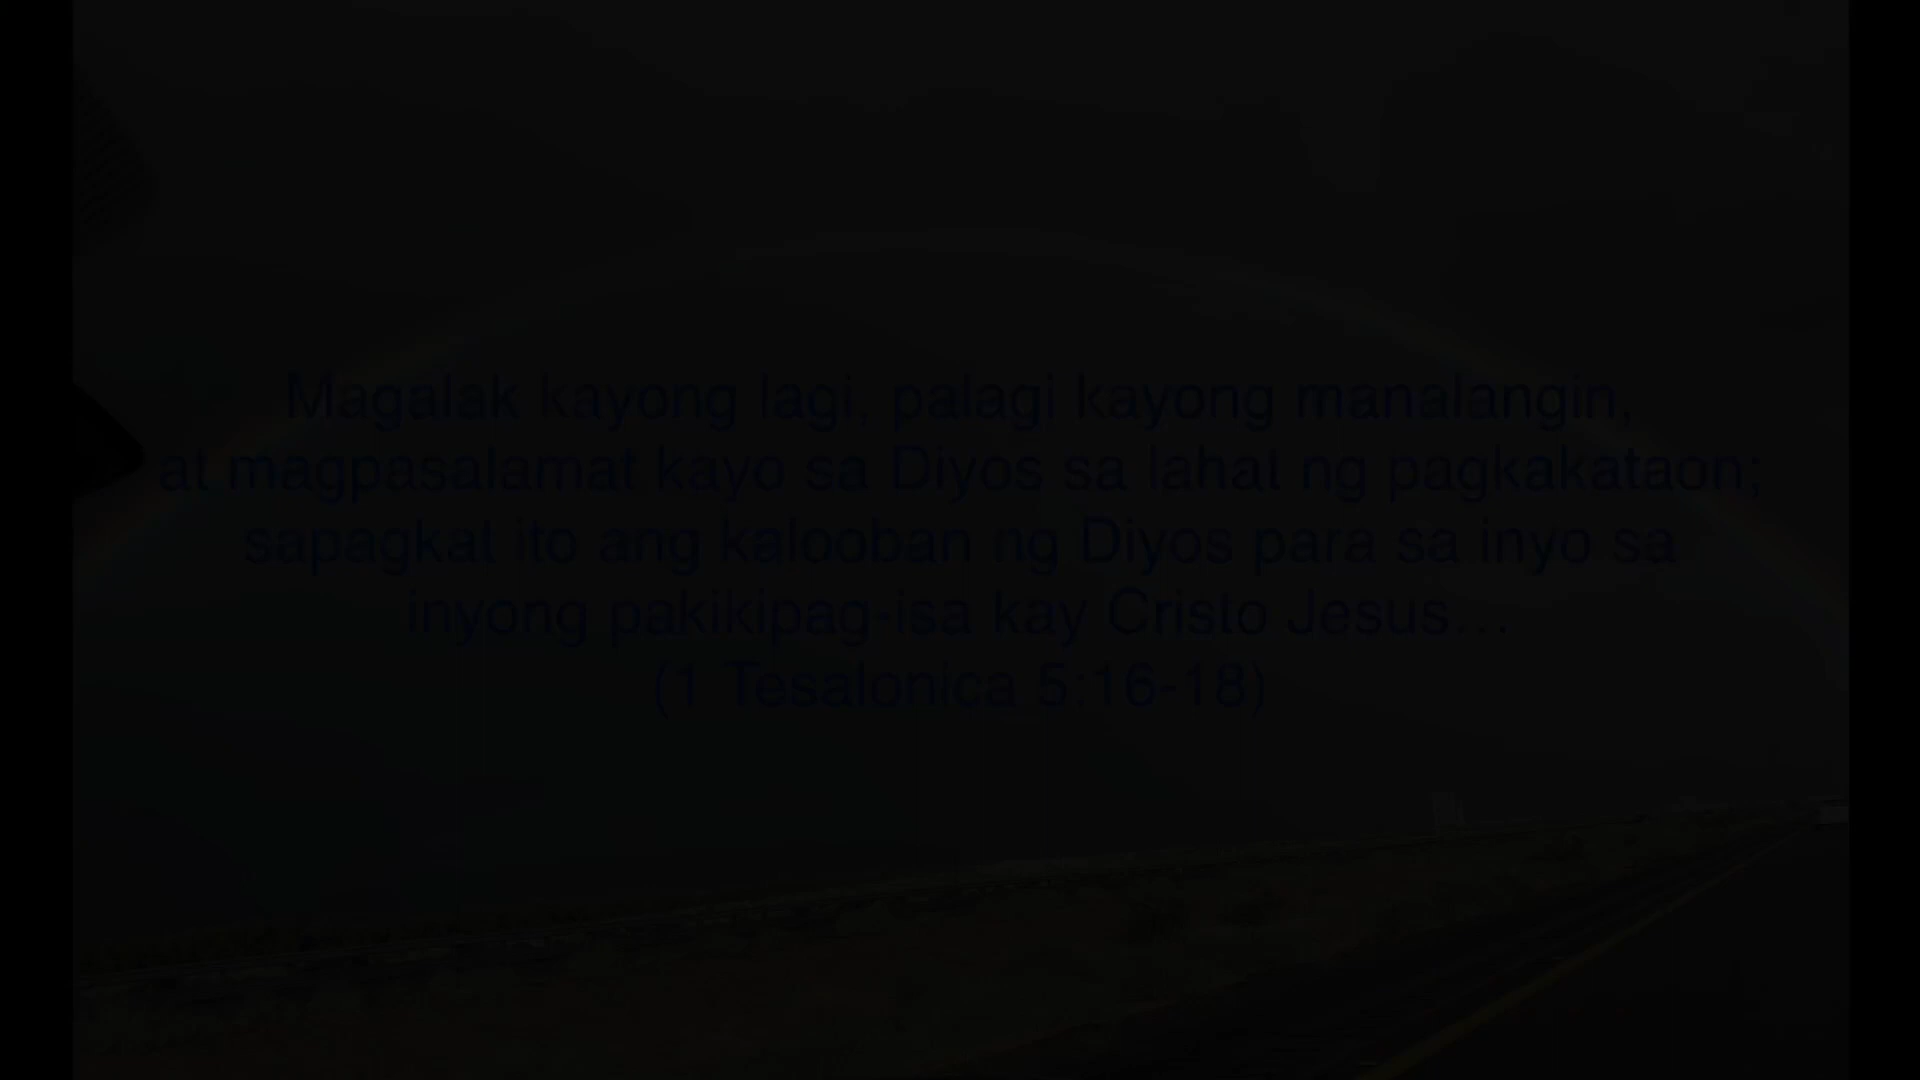 Magalak kayong lagi, palagi kayong manalangin,
at magpasalamat kayo sa Diyos sa lahat ng pagkakataon;
sapagkat ito ang kalooban ng Diyos para sa inyo sa
inyong pakikipag-isa kay Cristo Jesus...
(1 Tesalonica 5:16-18)